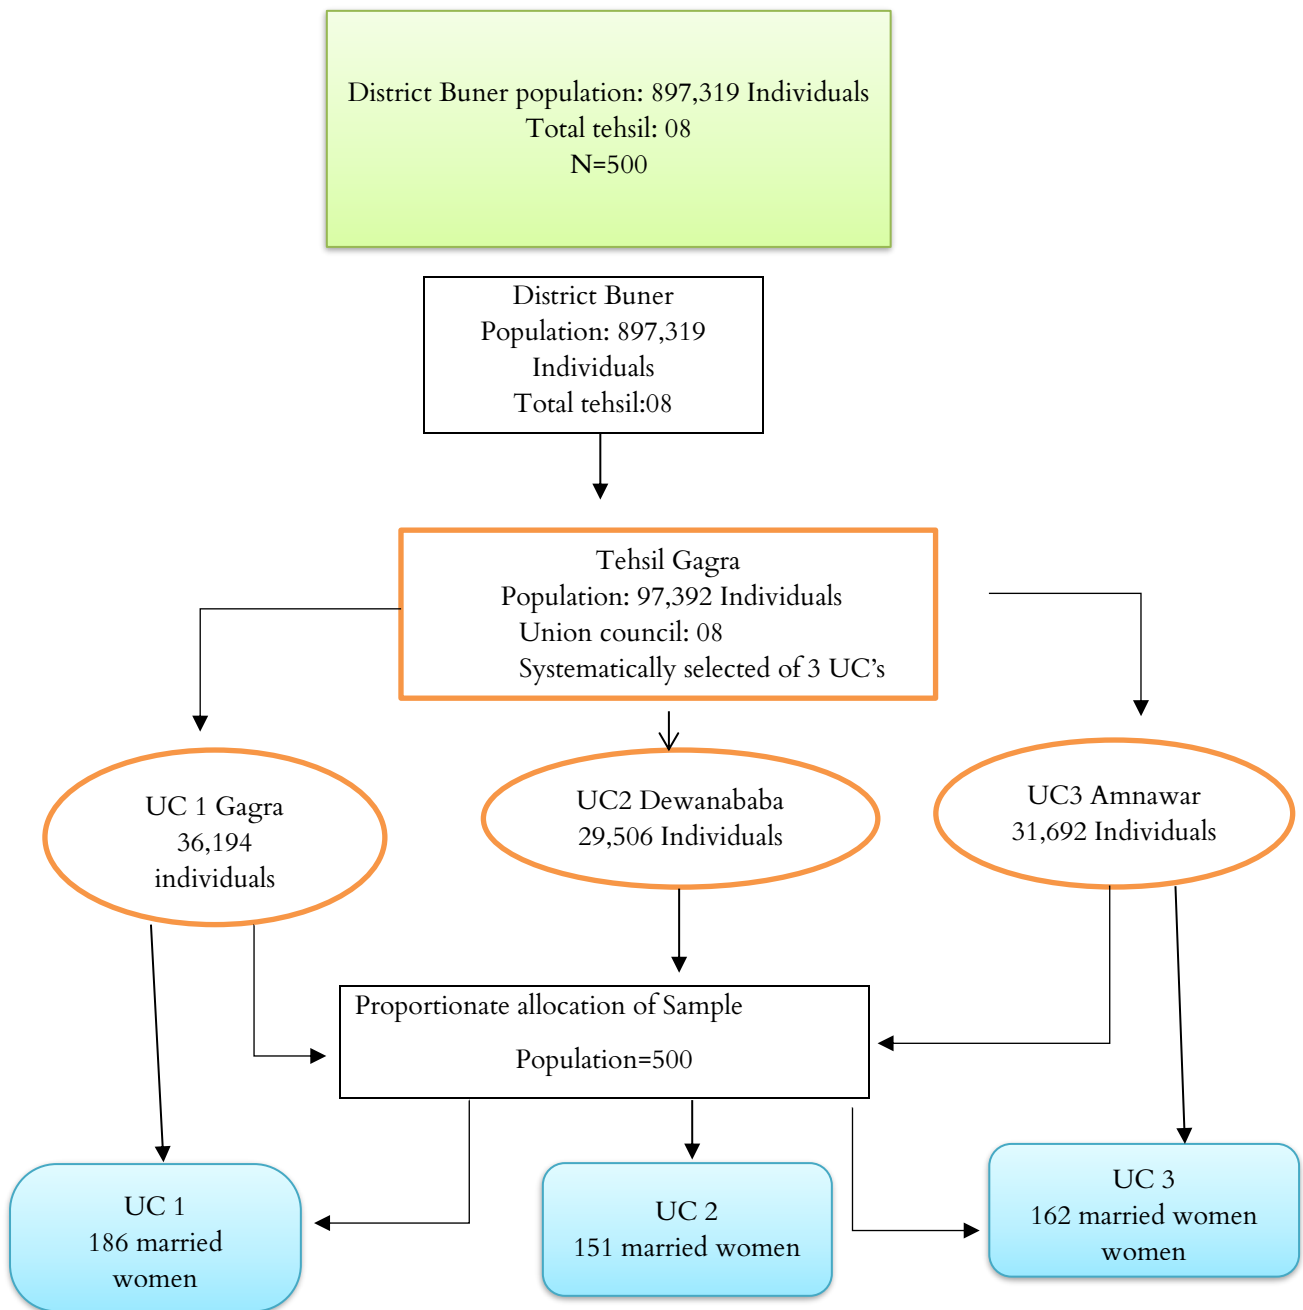 District Buner population: 897,319 Individuals
Total tehsil: 08
N=500
District Buner
Population: 897,319
Individuals
Total tehsil:08
Tehsil Gagra
Population: 97,392 Individuals
Union council: 08
Systematically selected of 3 UC’s
UC 1 Gagra
36,194
individuals
UC2 Dewanababa
29,506 Individuals
UC3 Amnawar
31,692 Individuals
Proportionate allocation of Sample
Population=500
UC 1
186 married
women
UC 2
151 married women
UC 3
162 married women
women